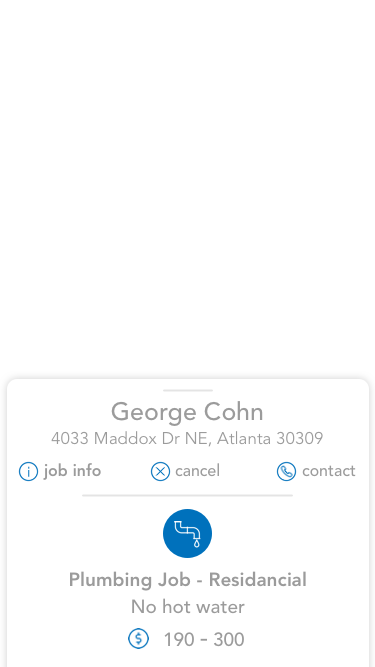 George Cohn
4033 Maddox Dr NE, Atlanta 30309
job info cancel contact
Plumbing Job - Residancial
No hot water
$ 190 - 300